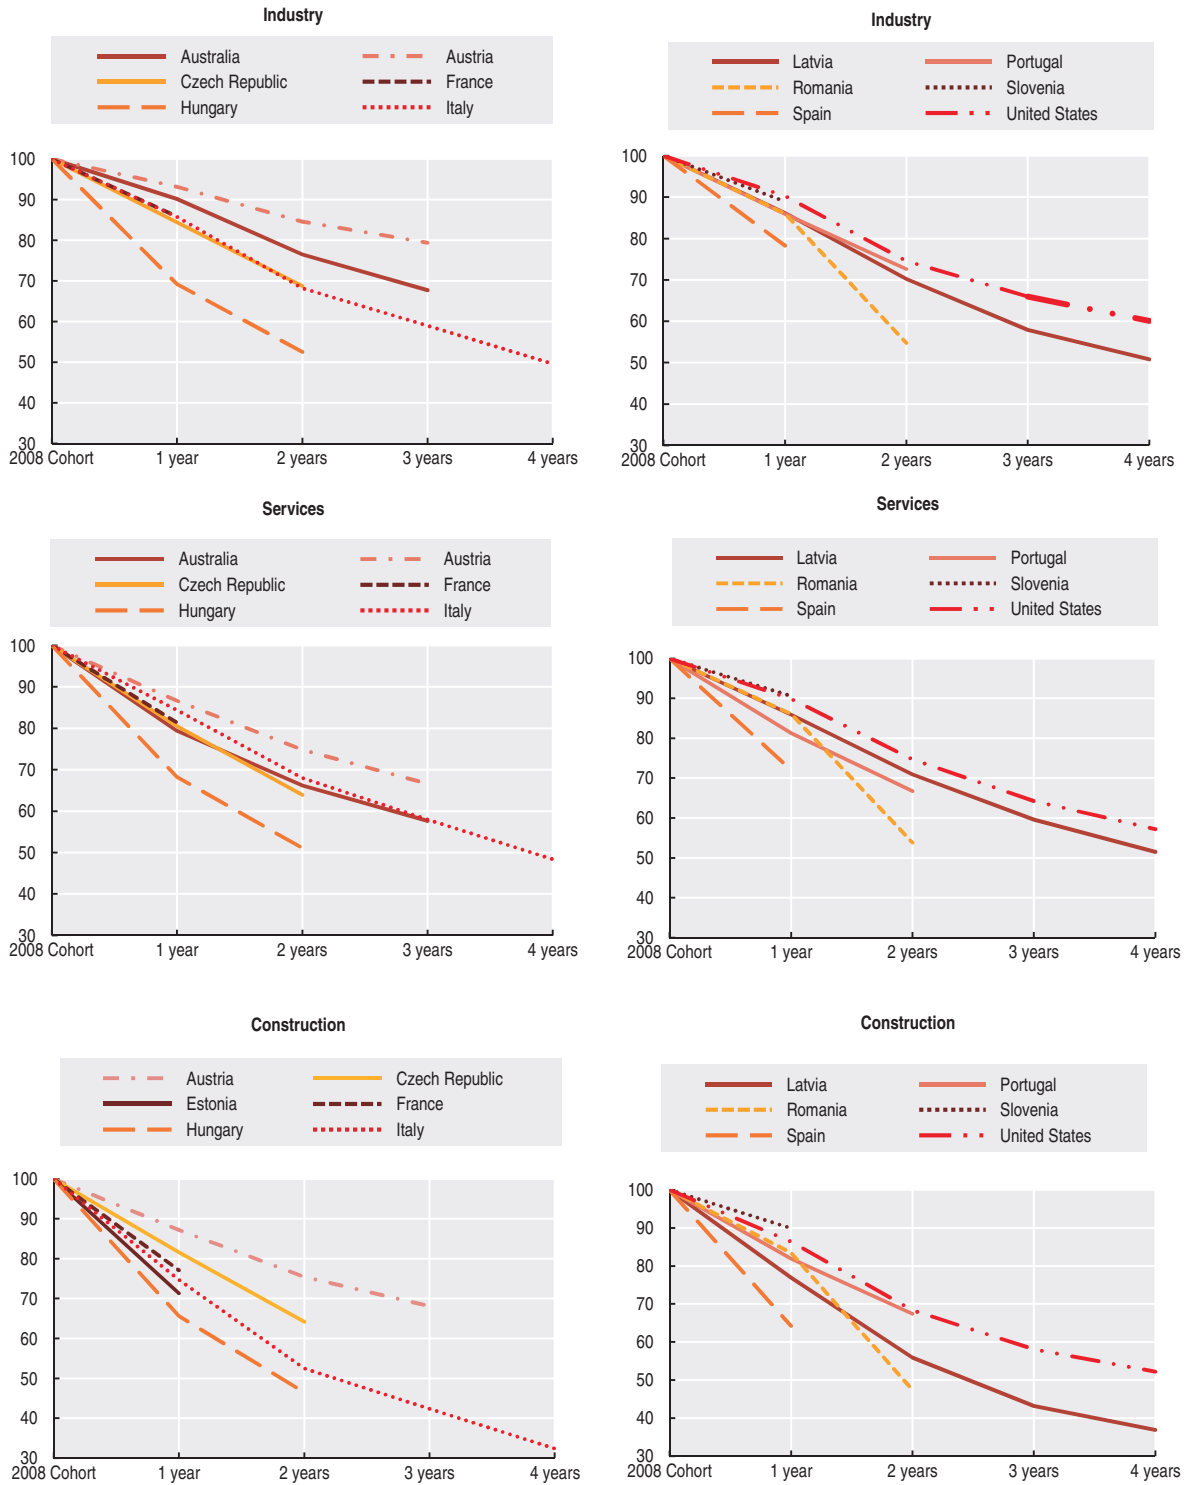 Industry
Australia Austria
Czech Republic France
Hungary Italy
100
90
80
70
60
50
40
30
2008 Cohort 1 year 2 years 3 years 4 years
Industry
Latvia Portugal
Romania Slovenia
Spain United States
100
90
80
70
60
50
40
30
2008 Cohort 1 year 2 years 3 years 4 years
Services
Australia Austria
Czech Republic France
Hungary Italy
100
90
80
70
60
50
40
30
2008 Cohort 1 year 2 years 3 years 4 years
Services
Latvia Portugal
Romania Slovenia
Spain United States
100
90
80
70
60
50
40
30
2008 Cohort 1 year 2 years 3 years 4 years
Construction
Austria Czech Republic
Estonia France
Hungary Italy
100
90
80
70
60
50
40
30
2008 Cohort 1 year 2 years 3 years 4 years
Construction
Latvia Portugal
Romania Slovenia
Spain United States
100
90
80
70
60
50
40
30
2008 Cohort 1 year 2 years 3 years 4 years